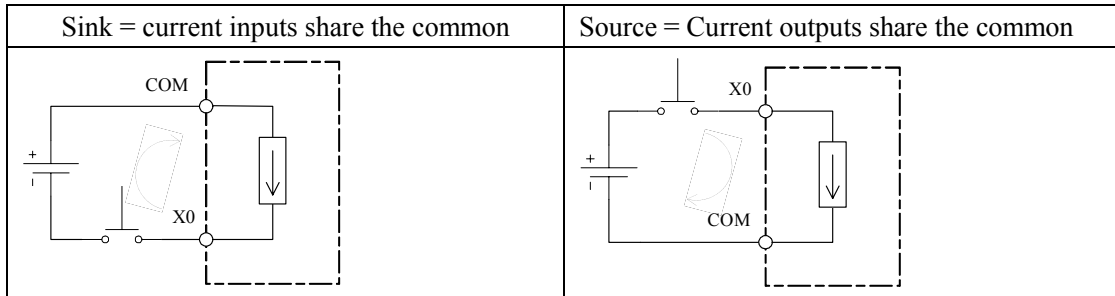 Sink = current inputs share the common
Source = Current outputs share the common
COM
X0
+
−
X0
COM
+
−